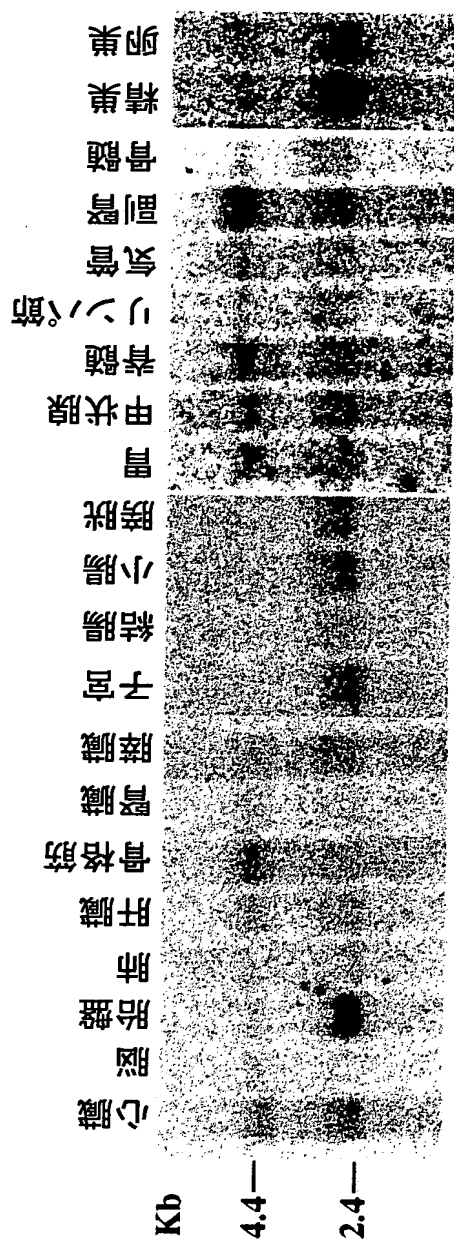 Kb
4.4
2.4
心臓
脳
胎盤
肺
肝臓
骨格筋
腎臓
膵臓
子宮
結腸
小腸
膀胱
胃
甲状腺
脊髄
リンパ節
気管
副腎
骨髄
精巣
卵巣